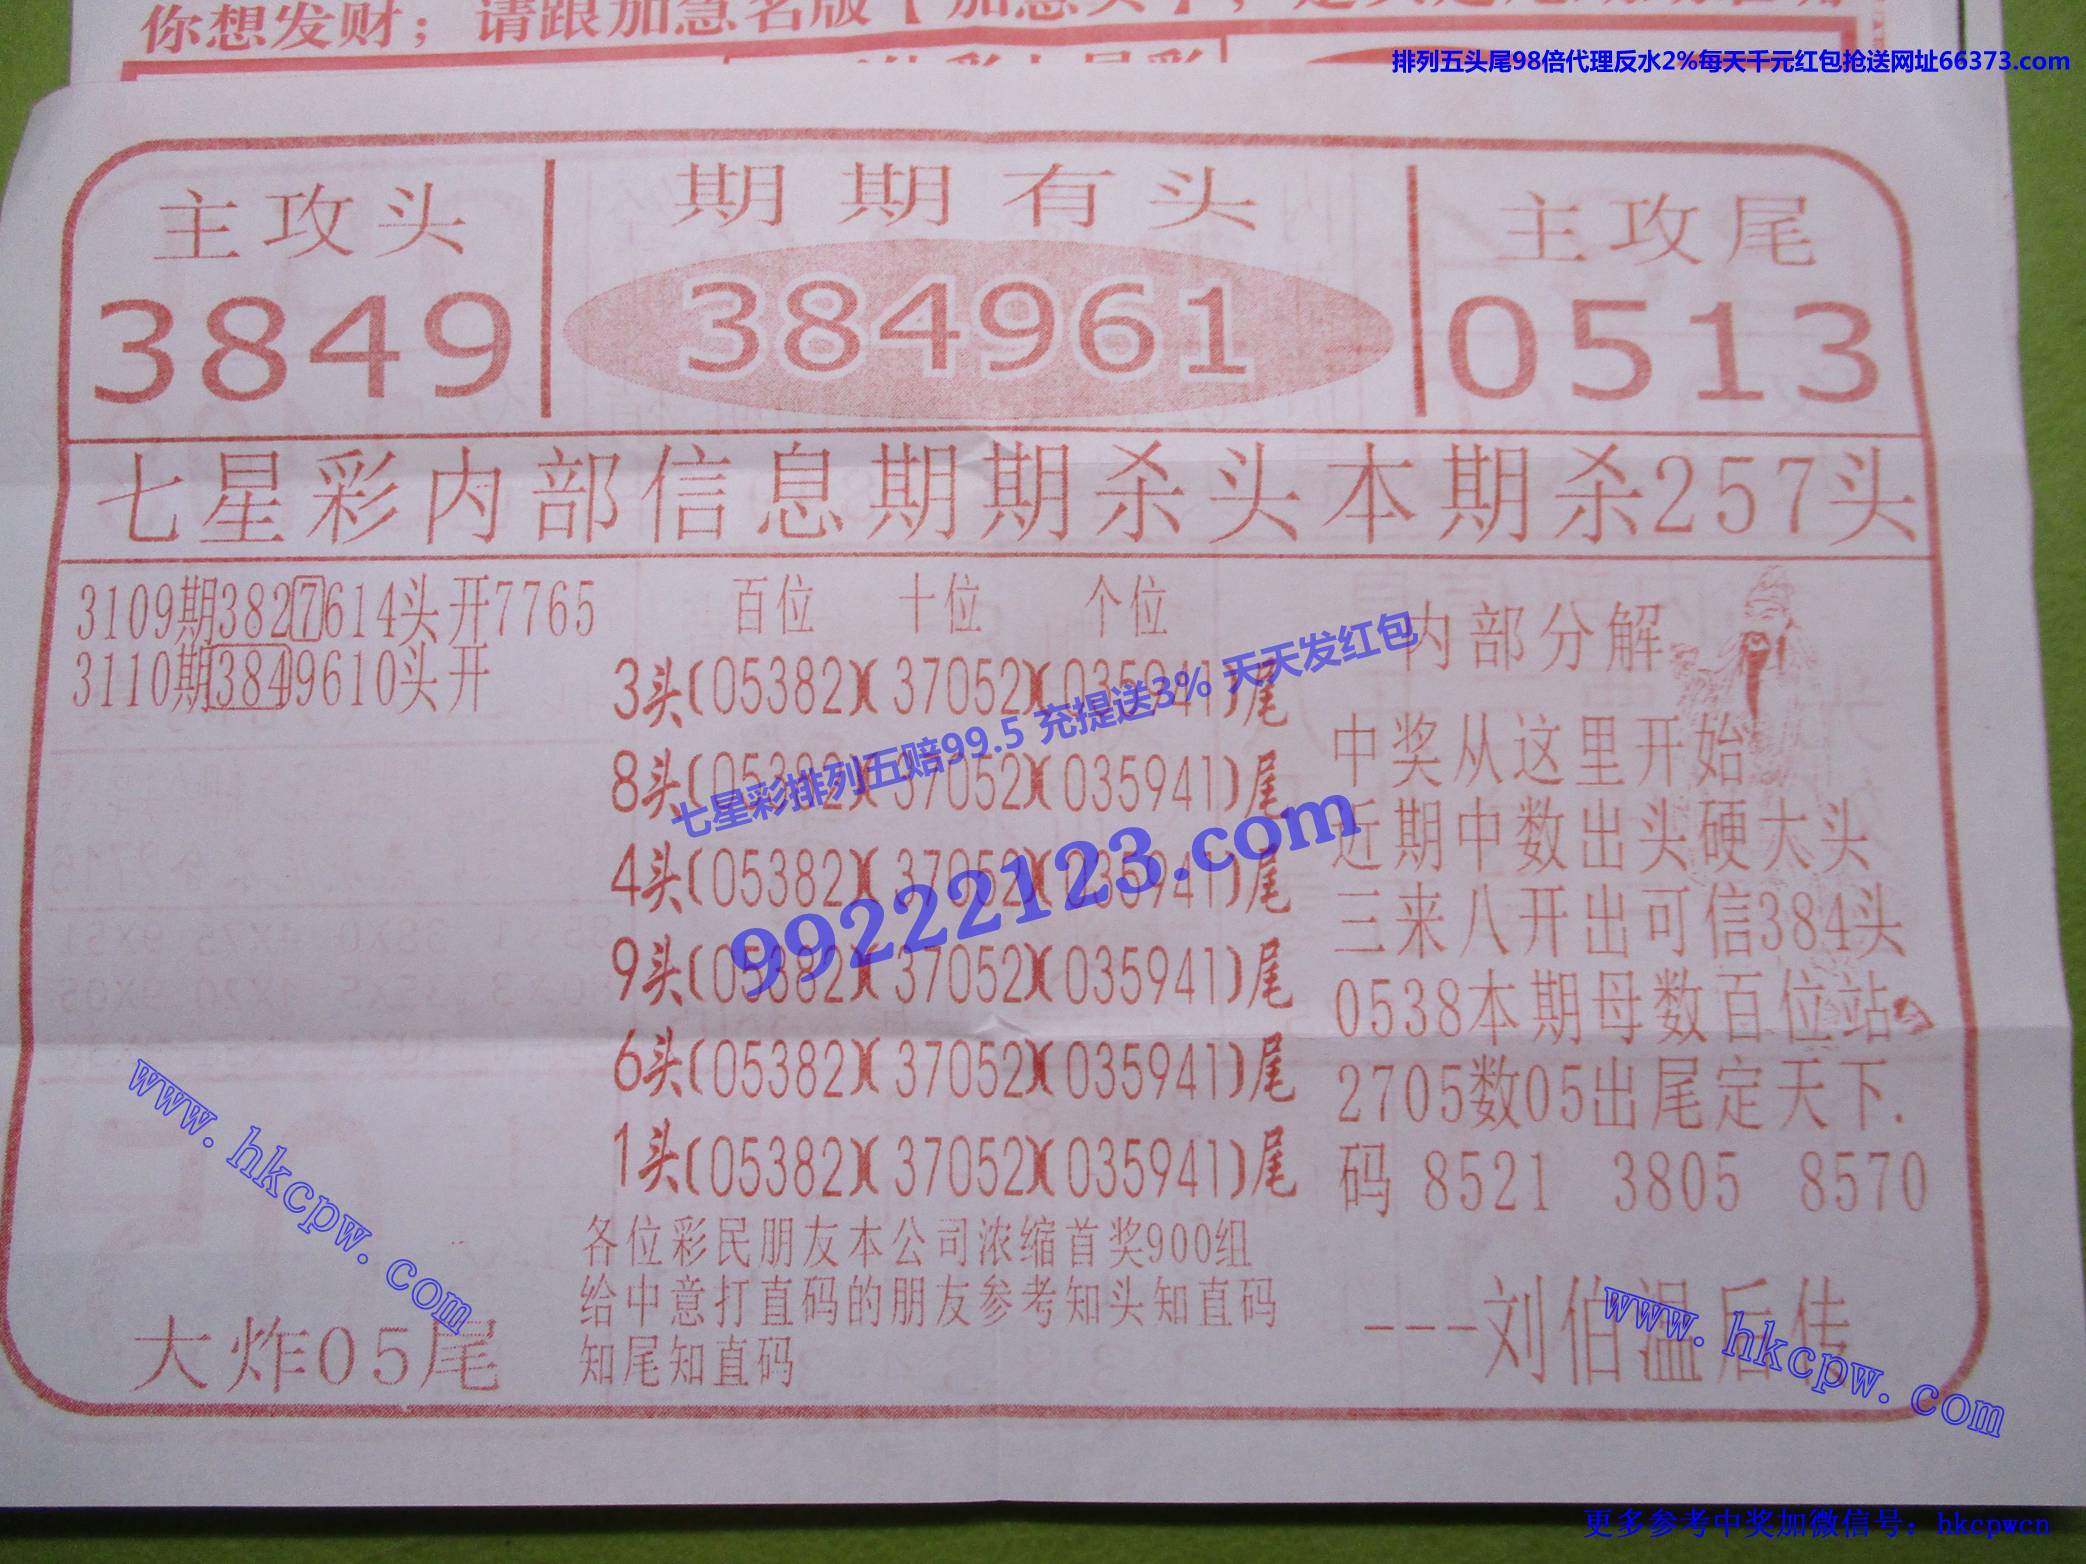 你想发财；请跟加急名版【加急头】，
排列五头尾98倍代理反水2%每天千元红包抢送网址66373.com
主攻头
期期有头
主攻尾
3849
384961
0513
七星彩内部信息期期杀头本期杀257头
3109期3827614头开7765
3110期3849610头开
百位 十位 个位
3头(05382)(37052)(035941)尾
8头(05382)(37052)(035941)尾
4头(05382)(37052)(035941)尾
9头(05382)(37052)(035941)尾
6头(05382)(37052)(035941)尾
1头(05382)(37052)(035941)尾
七星彩排列五赔99.5 充提送3% 天天发红包
99222123.com
内部分解
中奖从这里开始
近期中数出头硬大头
三来八开出可信384头
0538本期母数百位站
2705数05出尾定天下.
码 8521 3805 8570
---刘伯温后传
各位彩民朋友本公司浓缩首奖900组
给中意打直码的朋友参考知头知直码
知尾知直码
大炸05尾
www.hkcpw.com
www.hkcpw.com
更多参考中奖加微信号：hkcpwcn